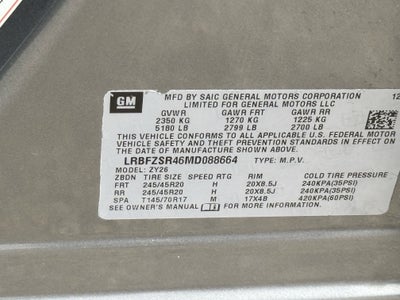 GM
MFD BY SAIC GENERAL MOTORS CORPORATION 12
LIMITED FOR GENERAL MOTORS LLC
GVWR GAWR FRT GAWR RR
2350 KG 1270 KG 1225 KG
5180 LB 2799 LB 2700 LB
THIS VEHICLE CONFORMS TO ALL APPLICABLE U.S. FEDERAL MOTOR
VEHICLE SAFETY AND THEFT PREVENTION STANDARDS IN EFFECT ON
THE DATE OF MANUFACTURE SHOWN ABOVE.
LRBFZSR46MD088664 TYPE: M.P.V.
MODEL: ZY26
ZBDN TIRE SIZE SPEED RTG RIM COLD TIRE PRESSURE
FRT 245/45R20 H 20X8.5J 240KPA(35PSI)
RR 245/45R20 H 20X8.5J 240KPA(35PSI)
SPA T145/70R17 M 17X4B 420KPA(60PSI)
SEE OWNER'S MANUAL FOR MORE INFORMATION